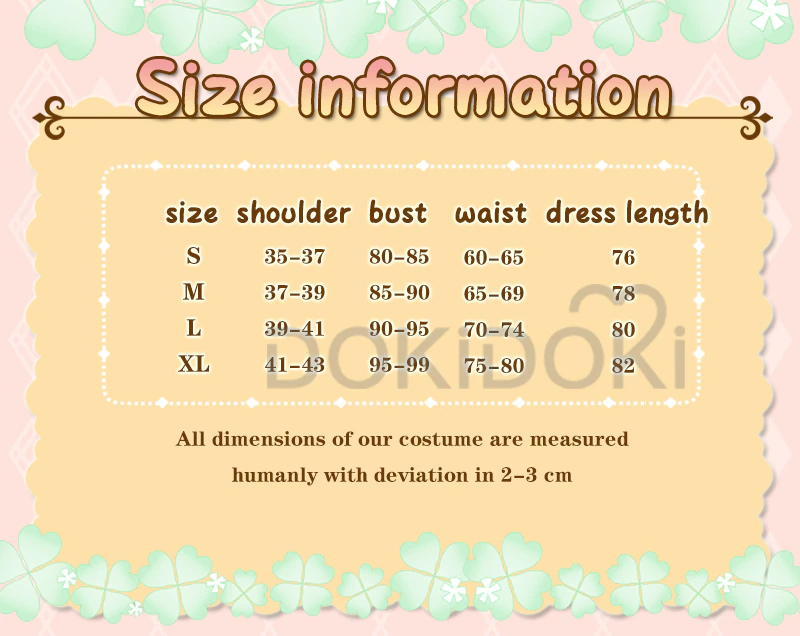 Size information
size shoulder bust waist dress length
S 35-37 80-85 60-65 76
M 37-39 85-90 65-69 78
L 39-41 90-95 70-74 80
XL 41-43 95-99 75-80 82
DOKIDOKi
All dimensions of our costume are measured
humanly with deviation in 2-3 cm